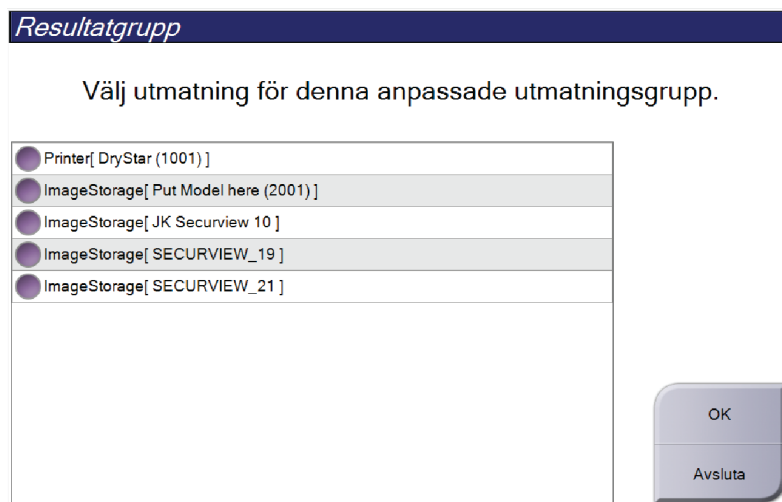 Resultatgrupp
Välj utmatning för denna anpassade utmatningsgrupp.
Printer[ DryStar (1001) ]
ImageStorage[ Put Model here (2001) ]
ImageStorage[ JK Securview 10 ]
ImageStorage[ SECURVIEW_19 ]
ImageStorage[ SECURVIEW_21 ]
OK
Avsluta